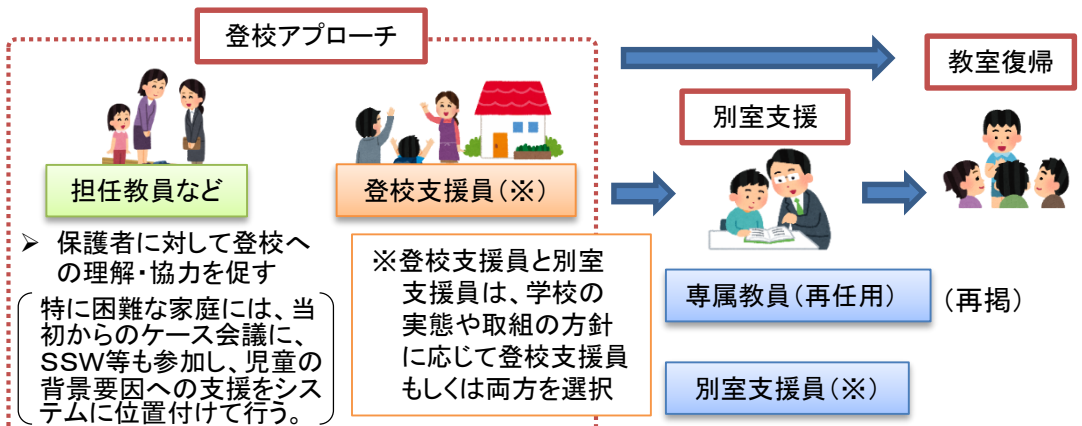 登校アプローチ
教室復帰
別室支援
担任教員など
登校支援員(※)
➢ 保護者に対して登校へ
の理解・協力を促す
特に困難な家庭には、当
初からのケース会議に、
SSW等も参加し、児童の
背景要因への支援をシス
テムに位置付けて行う。
※登校支援員と別室
支援員は、学校の
実態や取組の方針
に応じて登校支援員
もしくは両方を選択
専属教員(再任用)
(再掲)
別室支援員(※)